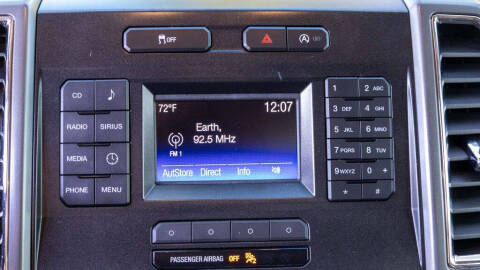 OFF
OFF
CD
RADIO SIRIUS
MEDIA
PHONE MENU
72°F 12:07
Earth,
92.5 MHz
FM 1
AutStore Direct Info
1 2 ABC
3 DEF 4 GHI
5 JKL 6 MNO
7 PQRS 8 TUV
9 WXYZ 0 +
* #
PASSENGER AIRBAG OFF